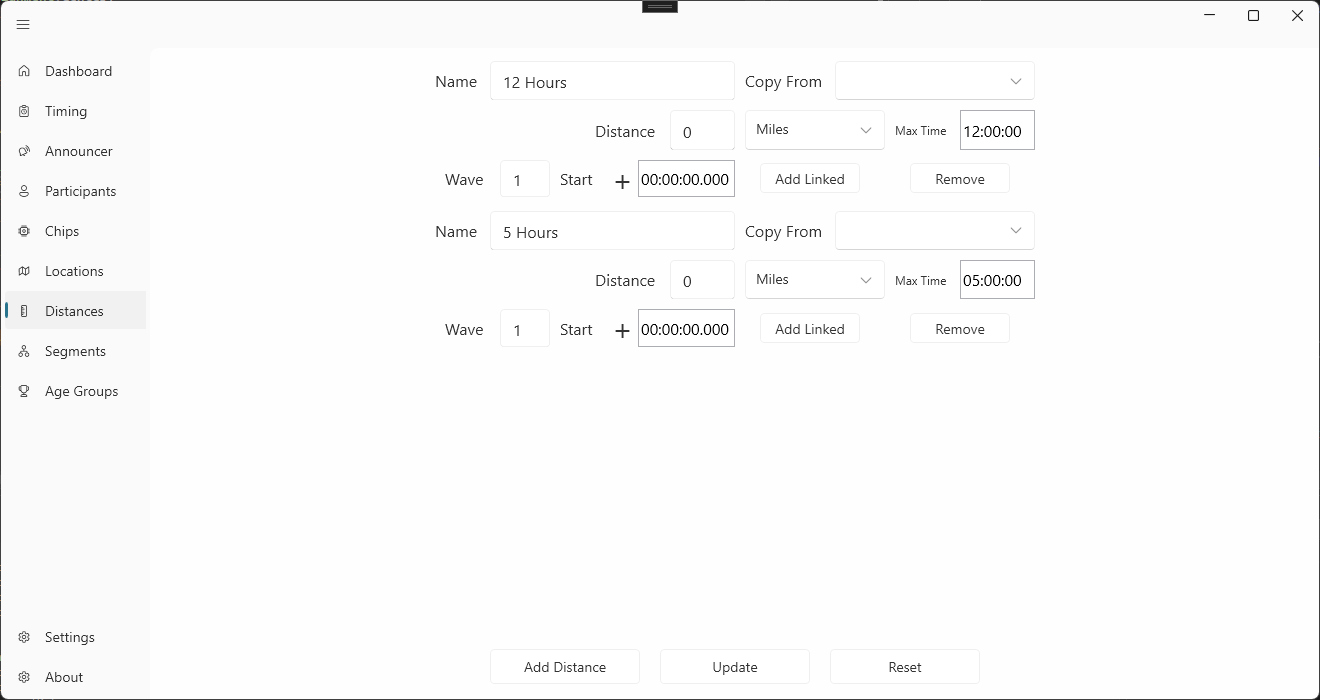 Dashboard
Timing
Announcer
Participants
Chips
Locations
Distances
Segments
Age Groups
Settings
About
Name 12 Hours Copy From
Distance 0 Miles Max Time 12:00:00
Wave 1 Start + 00:00:00.000 Add Linked Remove
Name 5 Hours Copy From
Distance 0 Miles Max Time 05:00:00
Wave 1 Start + 00:00:00.000 Add Linked Remove
Add Distance Update Reset